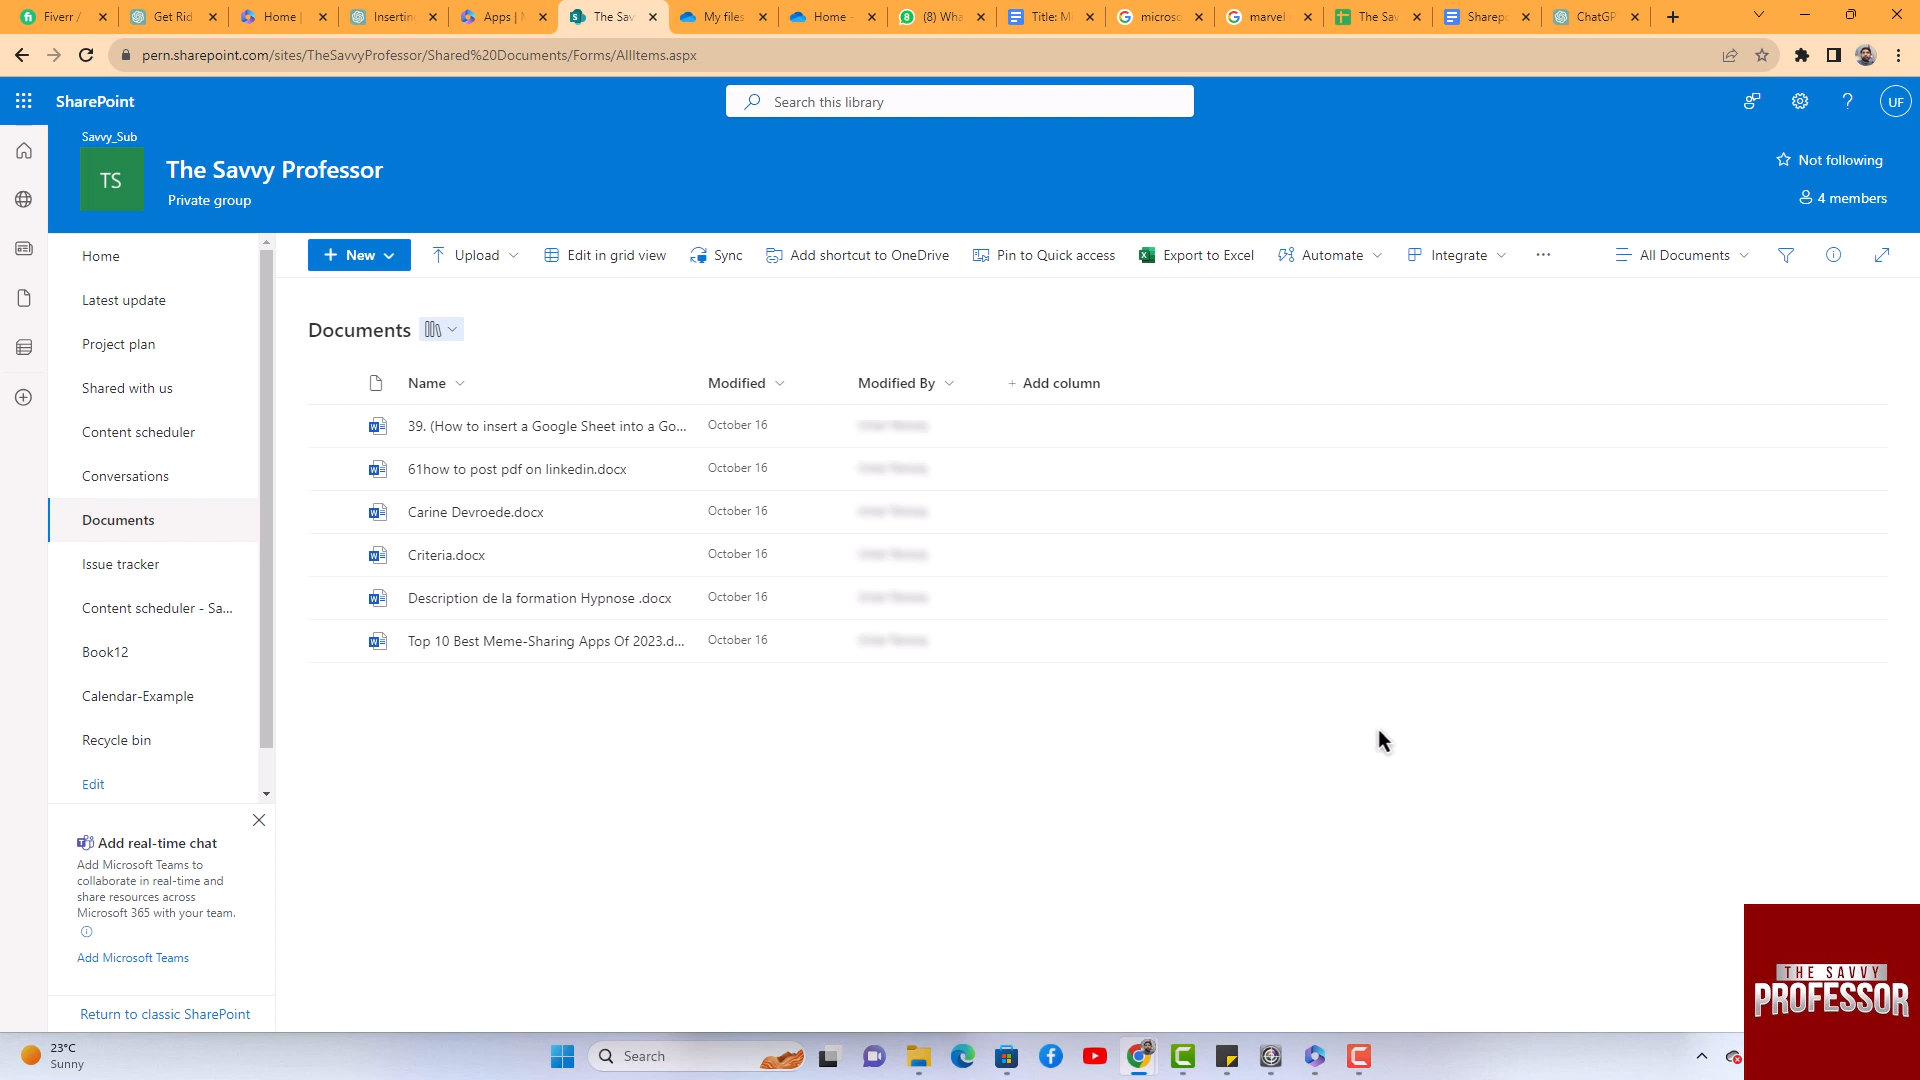 Fiverr /
Get Rid
Home |
Insertin
Apps | M
The Sav
My files
Home -
(8) Wha
Title: Mi
microso
marvel
The Sav
Sharepo
ChatGP
pern.sharepoint.com/sites/TheSavvyProfessor/Shared%20Documents/Forms/AllItems.aspx
SharePoint
Search this library
UF
Savvy_Sub
TS
The Savvy Professor
Private group
Not following
4 members
Home
Latest update
Project plan
Shared with us
Content scheduler
Conversations
Documents
Issue tracker
Content scheduler - Sa...
Book12
Calendar-Example
Recycle bin
Edit
Add real-time chat
Add Microsoft Teams to
collaborate in real-time and
share resources across
Microsoft 365 with your team.
Add Microsoft Teams
Return to classic SharePoint
New
Upload
Edit in grid view
Sync
Add shortcut to OneDrive
Pin to Quick access
Export to Excel
Automate
Integrate
All Documents
Documents
Name Modified Modified By Add column
39. (How to insert a Google Sheet into a Go... October 16
61how to post pdf on linkedin.docx October 16
Carine Devroede.docx October 16
Criteria.docx October 16
Description de la formation Hypnose .docx October 16
Top 10 Best Meme-Sharing Apps Of 2023.d... October 16
THE SAVVY
PROFESSOR
23°C
Sunny
Search